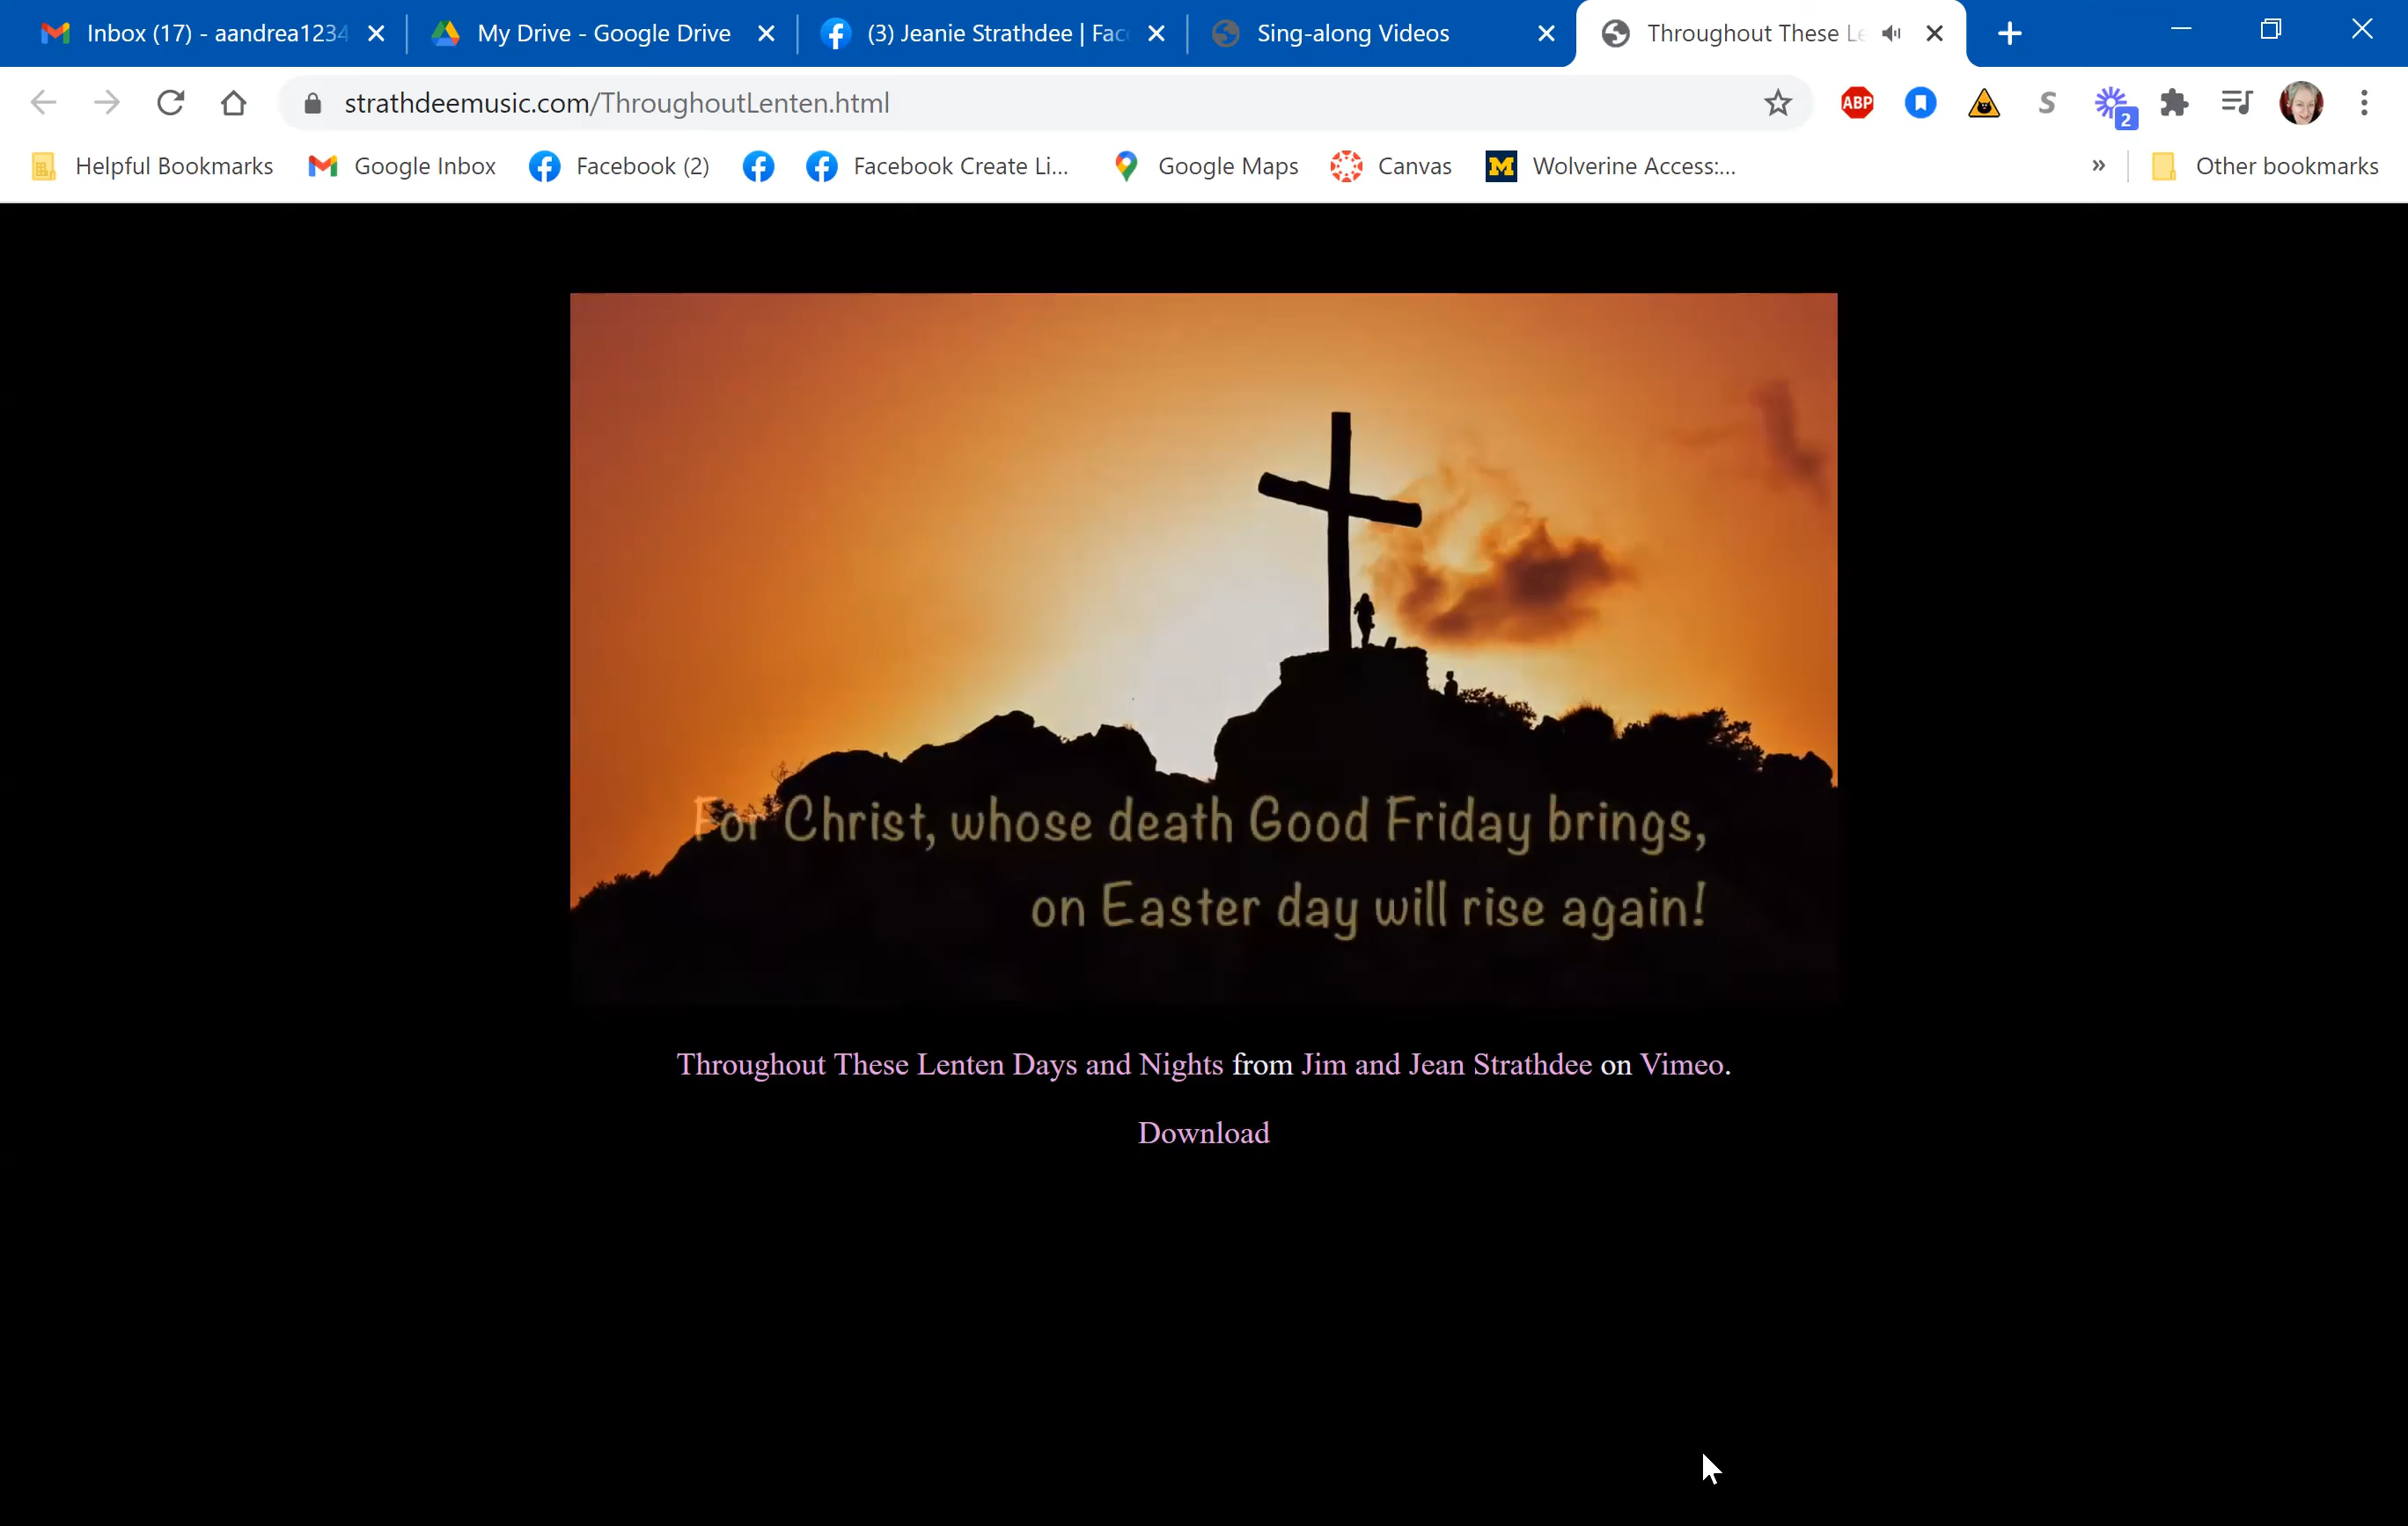 Inbox (17) - aandrea1234
My Drive - Google Drive
(3) Jeanie Strathdee | Fac
Sing-along Videos
Throughout These Le
strathdeemusic.com/ThroughoutLenten.html
ABP
S
2
Helpful Bookmarks
Google Inbox
Facebook (2)
Facebook Create Li...
Google Maps
Canvas
M
Wolverine Access:...
»
Other bookmarks
For Christ, whose death Good Friday brings,
on Easter day will rise again!
Throughout These Lenten Days and Nights from Jim and Jean Strathdee on Vimeo.
Download